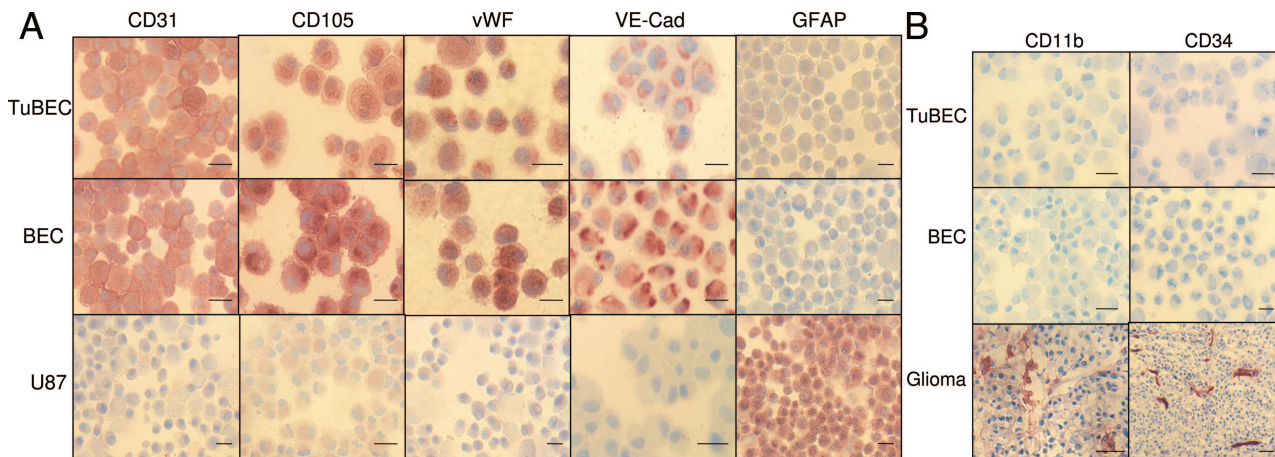 A
CD31 CD105 vWF VE-Cad GFAP
TuBEC
BEC
U87
B
CD11b CD34
TuBEC
BEC
Glioma